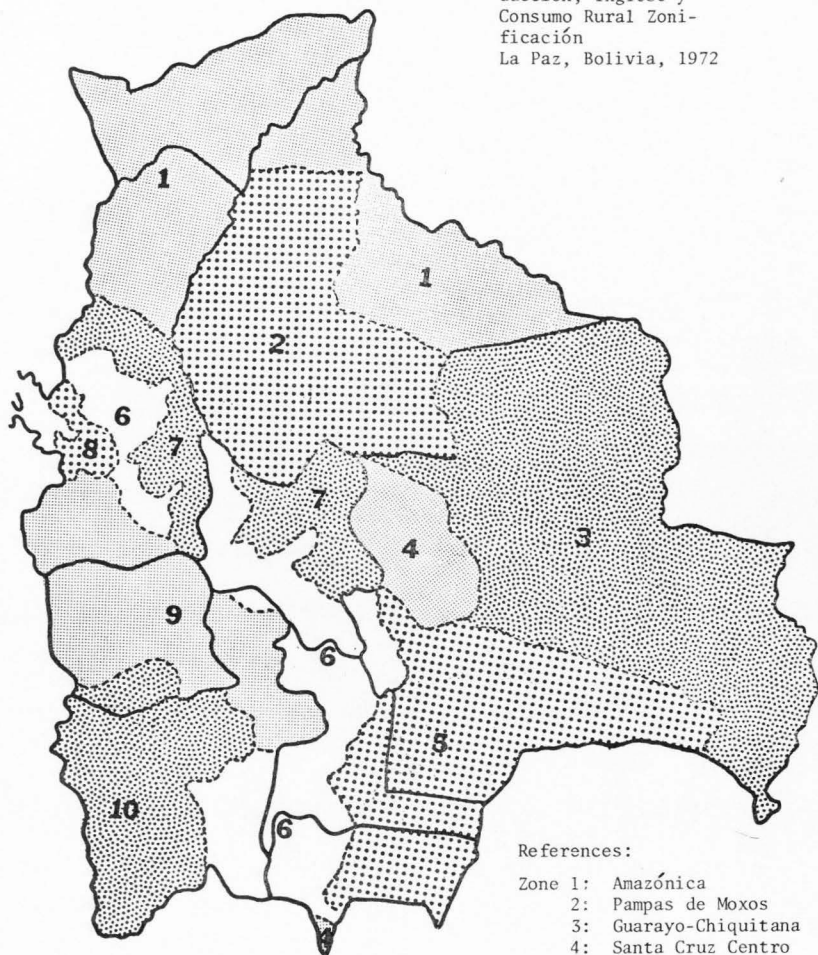 Consumo Rural Zoni-
ficación
La Paz, Bolivia, 1972
1
1
2
6
8
7
7
4
3
9
6
5
10
6
4
References:
Zone 1: Amazónica
2: Pampas de Moxos
3: Guarayo-Chiquitana
4: Santa Cruz Centro